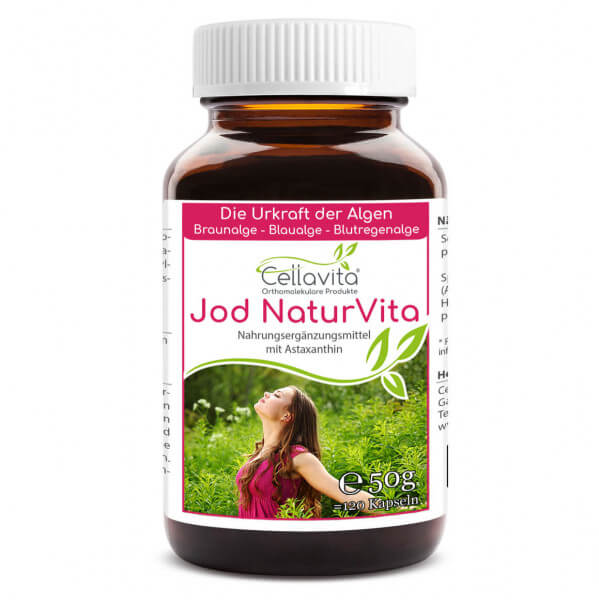 Die Urkraft der Algen
Braunalge - Blaualge - Blutregenalge
Cellavita®
Orthomolekulare Produkte
Jod NaturVita
Nahrungsergänzungsmittel
mit Astaxanthin
℮ 50g
=120 Kapseln